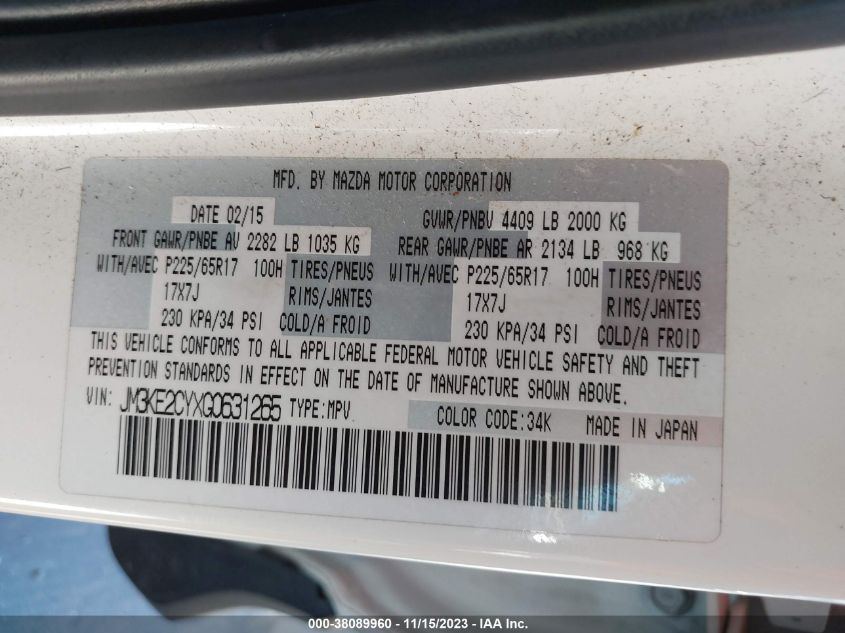 MFD. BY MAZDA MOTOR CORPORATION
DATE 02/15 GVWR/PNBV 4409 LB 2000 KG
FRONT GAWR/PNBE AV 2282 LB 1035 KG REAR GAWR/PNBE AR 2134 LB 968 KG
WITH/AVEC P225/65R17 100H TIRES/PNEUS WITH/AVEC P225/65R17 100H TIRES/PNEUS
17X7J RIMS/JANTES 17X7J RIMS/JANTES
230 KPA/34 PSI COLD/A FROID 230 KPA/34 PSI COLD/A FROID
THIS VEHICLE CONFORMS TO ALL APPLICABLE FEDERAL MOTOR VEHICLE SAFETY AND THEFT
PREVENTION STANDARDS IN EFFECT ON THE DATE OF MANUFACTURE SHOWN ABOVE.
VIN: JM3KE2CYXG0631265 TYPE:MPV COLOR CODE:34K MADE IN JAPAN
000-38089960 - 11/15/2023 - IAA Inc.